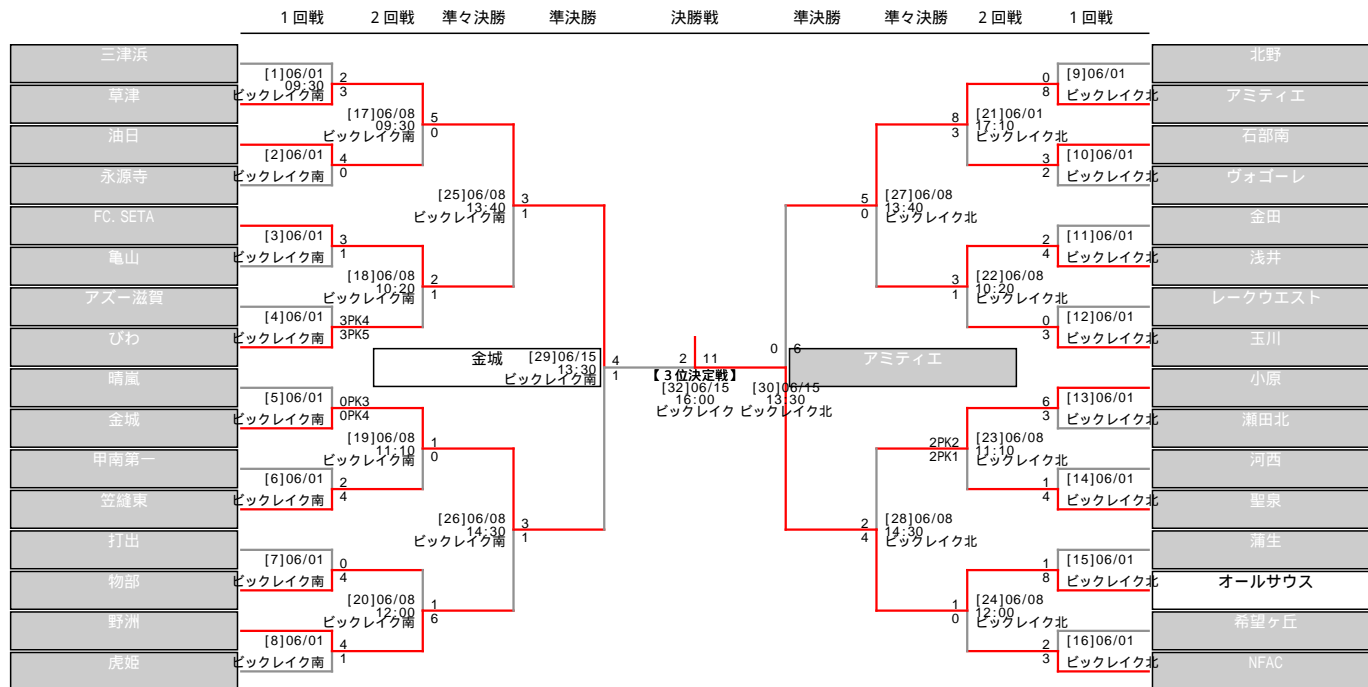 1回戦 2回戦 準々決勝 準決勝 決勝戦 準決勝 準々決勝 2回戦 1回戦
三津浜
草津
油日
永源寺
FC. SETA
亀山
アズー滋賀
びわ
晴嵐
金城
甲南第一
笠縫東
打出
物部
野洲
虎姫
[1]06/01
09:30
ビックレイク南
2
3
[2]06/01
ビックレイク南
4
0
[3]06/01
ビックレイク南
3
1
[4]06/01
ビックレイク南
3PK4
3PK5
[5]06/01
ビックレイク南
0PK3
0PK4
[6]06/01
ビックレイク南
2
4
[7]06/01
ビックレイク南
0
4
[8]06/01
ビックレイク南
4
1
[17]06/08
09:30
ビックレイク南
5
0
[18]06/08
10:20
ビックレイク南
2
1
[19]06/08
11:10
ビックレイク南
1
0
[20]06/08
12:00
ビックレイク南
1
6
[25]06/08
13:40
ビックレイク南
3
1
[26]06/08
14:30
ビックレイク南
3
1
金城
[29]06/15
13:30
ビックレイク南
4
1
2 11
【3位決定戦】
[32]06/15
16:00
ビックレイク
0 6
アミティエ
[30]06/15
13:30
ビックレイク北
5
0
[27]06/08
13:40
ビックレイク北
2
4
[28]06/08
14:30
ビックレイク北
8
3
[21]06/01
17:10
ビックレイク北
3
1
[22]06/08
10:20
ビックレイク北
2PK2
2PK1
[23]06/08
11:10
ビックレイク北
1
0
[24]06/08
12:00
ビックレイク北
0
8
[9]06/01
ビックレイク北
3
2
[10]06/01
ビックレイク北
2
4
[11]06/01
ビックレイク北
0
3
[12]06/01
ビックレイク北
6
3
[13]06/01
ビックレイク北
1
4
[14]06/01
ビックレイク北
1
8
[15]06/01
ビックレイク北
2
3
[16]06/01
ビックレイク北
北野
アミティエ
石部南
ヴォゴーレ
金田
浅井
レークウエスト
玉川
小原
瀬田北
河西
聖泉
蒲生
オールサウス
希望ヶ丘
NFAC